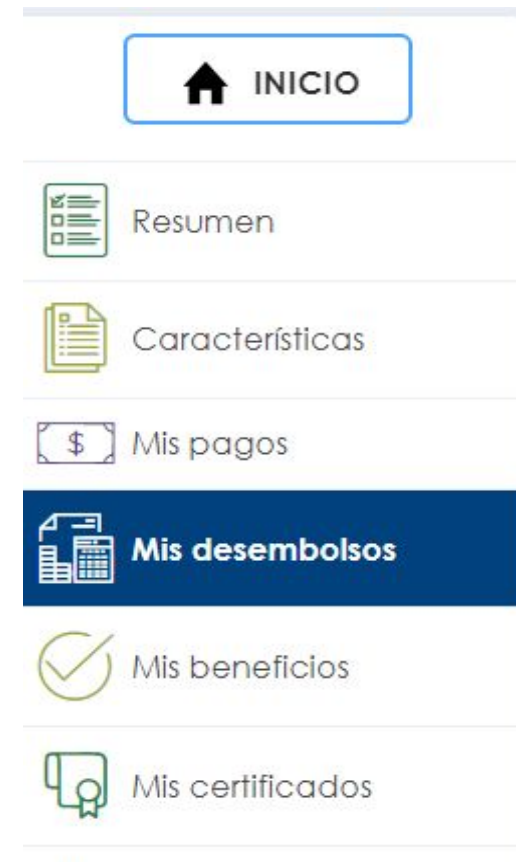 INICIO
Resumen
Características
$ Mis pagos
Mis desembolsos
Mis beneficios
Mis certificados